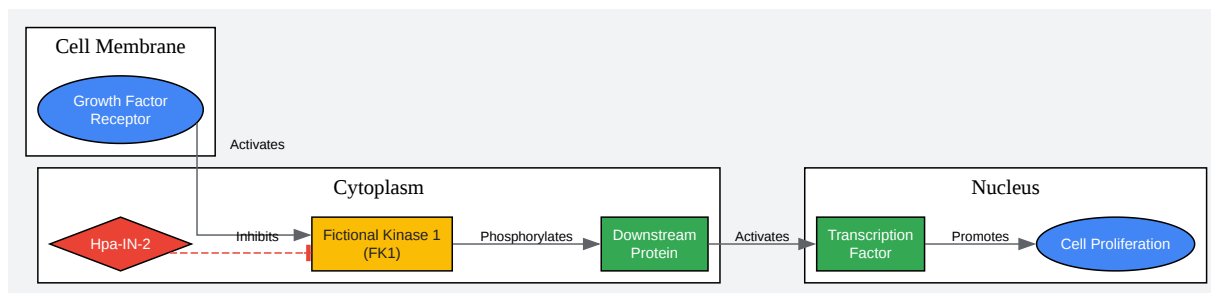 Cell Membrane
Growth Factor
Receptor
Activates
Cytoplasm
Hpa-IN-2
Inhibits
Fictional Kinase 1
(FK1)
Phosphorylates
Downstream
Protein
Activates
Nucleus
Transcription
Factor
Promotes
Cell Proliferation